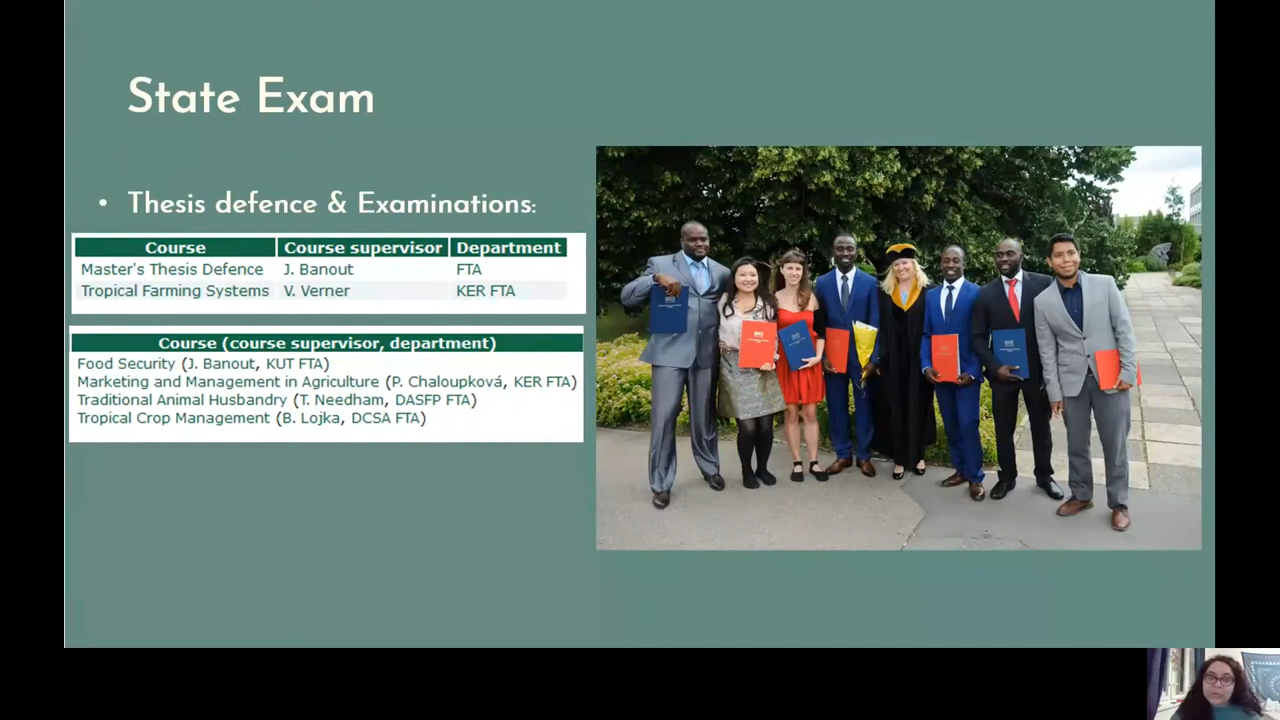 State Exam
• Thesis defence & Examinations:
Course Course supervisor Department
Master's Thesis Defence J. Banout FTA
Tropical Farming Systems V. Verner KER FTA
Course (course supervisor, department)
Food Security (J. Banout, KUT FTA)
Marketing and Management in Agriculture (P. Chaloupková, KER FTA)
Traditional Animal Husbandry (T. Needham, DASFP FTA)
Tropical Crop Management (B. Lojka, DCSA FTA)